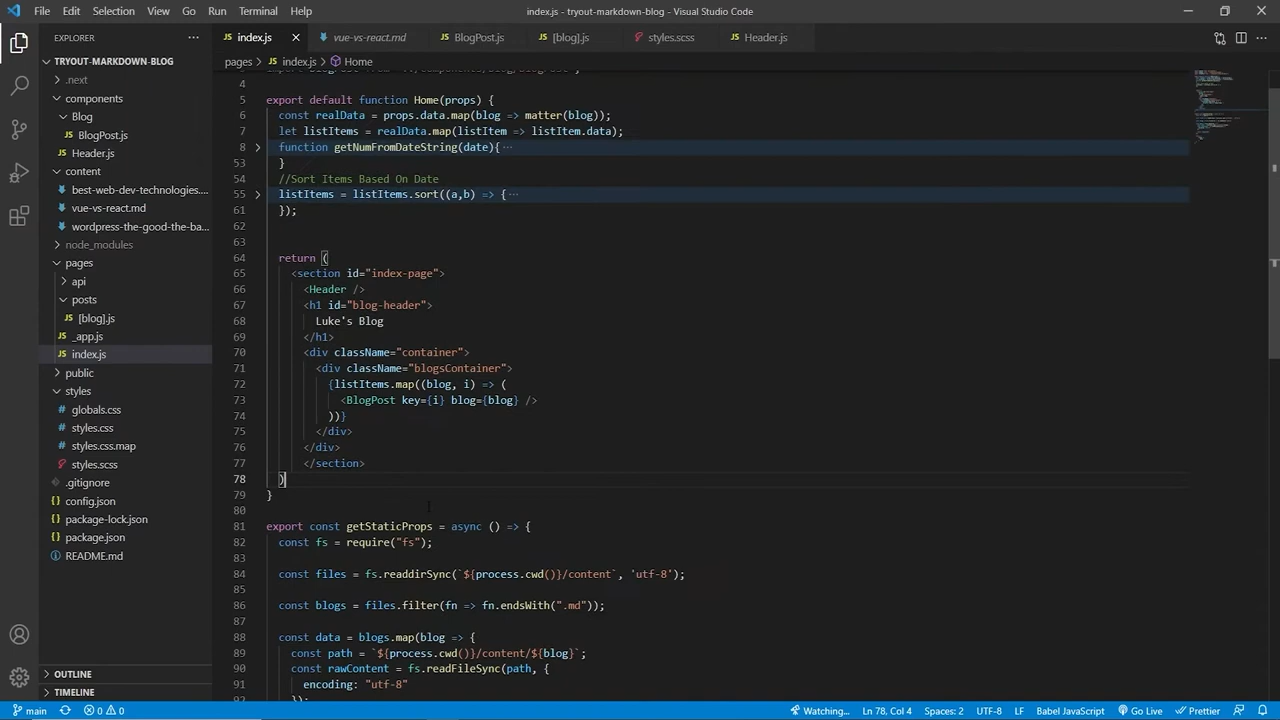 File Edit Selection View Go Run Terminal Help
index.js - tryout-markdown-blog - Visual Studio Code
EXPLORER
TRYOUT-MARKDOWN-BLOG
.next
components
Blog
BlogPost.js
Header.js
content
best-web-dev-technologies...
vue-vs-react.md
wordpress-the-good-the-ba...
node_modules
pages
api
posts
[blog].js
_app.js
index.js
public
styles
globals.css
styles.css
styles.css.map
styles.scss
.gitignore
config.json
package-lock.json
package.json
README.md
OUTLINE
TIMELINE
index.js vue-vs-react.md BlogPost.js [blog].js styles.scss Header.js
pages > index.js > Home
4
5 export default function Home(props) {
6 const realData = props.data.map(blog => matter(blog));
7 let listItems = realData.map(listItem => listItem.data);
8 function getNumFromDateString(date){ ...
53 }
54 //Sort Items Based On Date
55 listItems = listItems.sort((a,b) => { ...
61 });
62
63
64 return (
65 <section id="index-page">
66 <Header />
67 <h1 id="blog-header">
68 Luke's Blog
69 </h1>
70 <div className="container">
71 <div className="blogsContainer">
72 {listItems.map((blog, i) => (
73 <BlogPost key={i} blog={blog} />
74 ))}
75 </div>
76 </div>
77 </section>
78 )
79 }
80
81 export const getStaticProps = async () => {
82 const fs = require("fs");
83
84 const files = fs.readdirSync(`${process.cwd()}/content`, 'utf-8');
85
86 const blogs = files.filter(fn => fn.endsWith(".md"));
87
88 const data = blogs.map(blog => {
89 const path = `${process.cwd()}/content/${blog}`;
90 const rawContent = fs.readFileSync(path, {
91 encoding: "utf-8"
92 });
main 0 0 Watching... Ln 78, Col 4 Spaces: 2 UTF-8 LF Babel JavaScript Go Live Prettier